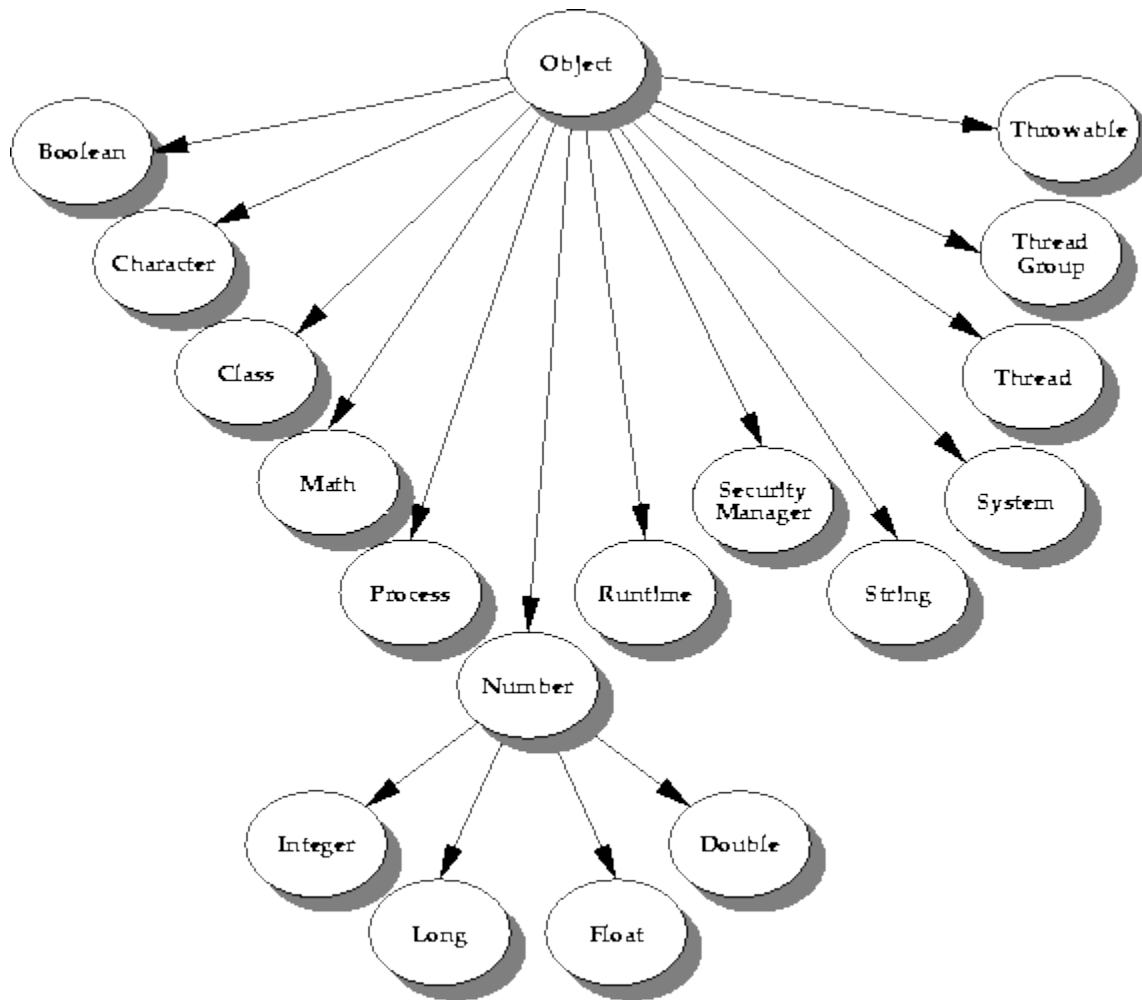 Object
Boolean
Throwable
Character
Thread
Group
Class
Thread
Math
Security
Manager
System
Process
Runtime
String
Number
Integer
Double
Long
Float